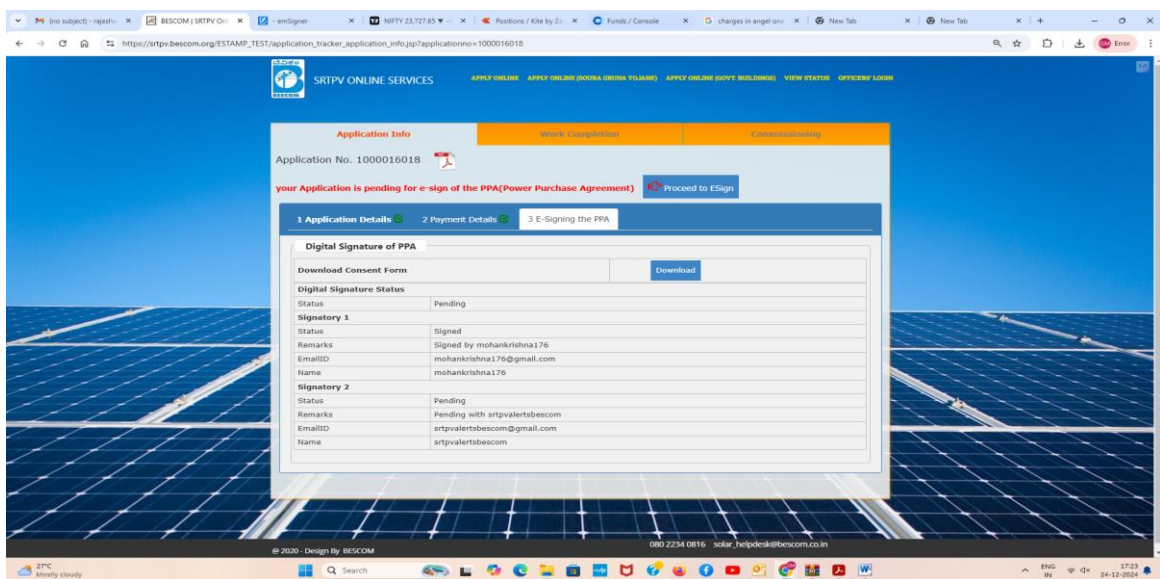 (no subject) - rajeshw
BESCOM | SRTPV Onl
- emSigner
NIFTY 23,727.65 ▼
Positions / Kite by Ze
Funds / Console
charges in angel one
New Tab
New Tab
https://srtpv.bescom.org/ESTAMP_TEST/application_tracker_application_info.jsp?applicationno=1000016018
Error
BESCOM
SRTPV ONLINE SERVICES
APPLY ONLINE APPLY ONLINE (SOURA GRUHA YOJANE) APPLY ONLINE (GOVT. BUILDINGS) VIEW STATUS OFFICERS' LOGIN
Application Info Work Completion Commissioning
Application No. 1000016018
your Application is pending for e-sign of the PPA(Power Purchase Agreement) Proceed to ESign
1 Application Details 2 Payment Details 3 E-Signing the PPA
Digital Signature of PPA
Download Consent Form Download
Digital Signature Status
Status Pending
Signatory 1
Status Signed
Remarks Signed by mohankrishna176
EmailID mohankrishna176@gmail.com
Name mohankrishna176
Signatory 2
Status Pending
Remarks Pending with srtpvalertsbescom
EmailID srtpvalertsbescom@gmail.com
Name srtpvalertsbescom
080 2234 0816 solar_helpdesk@bescom.co.in
@ 2020 - Design By BESCOM
27°C
Mostly cloudy
Search
ENG
IN
17:23
24-12-2024